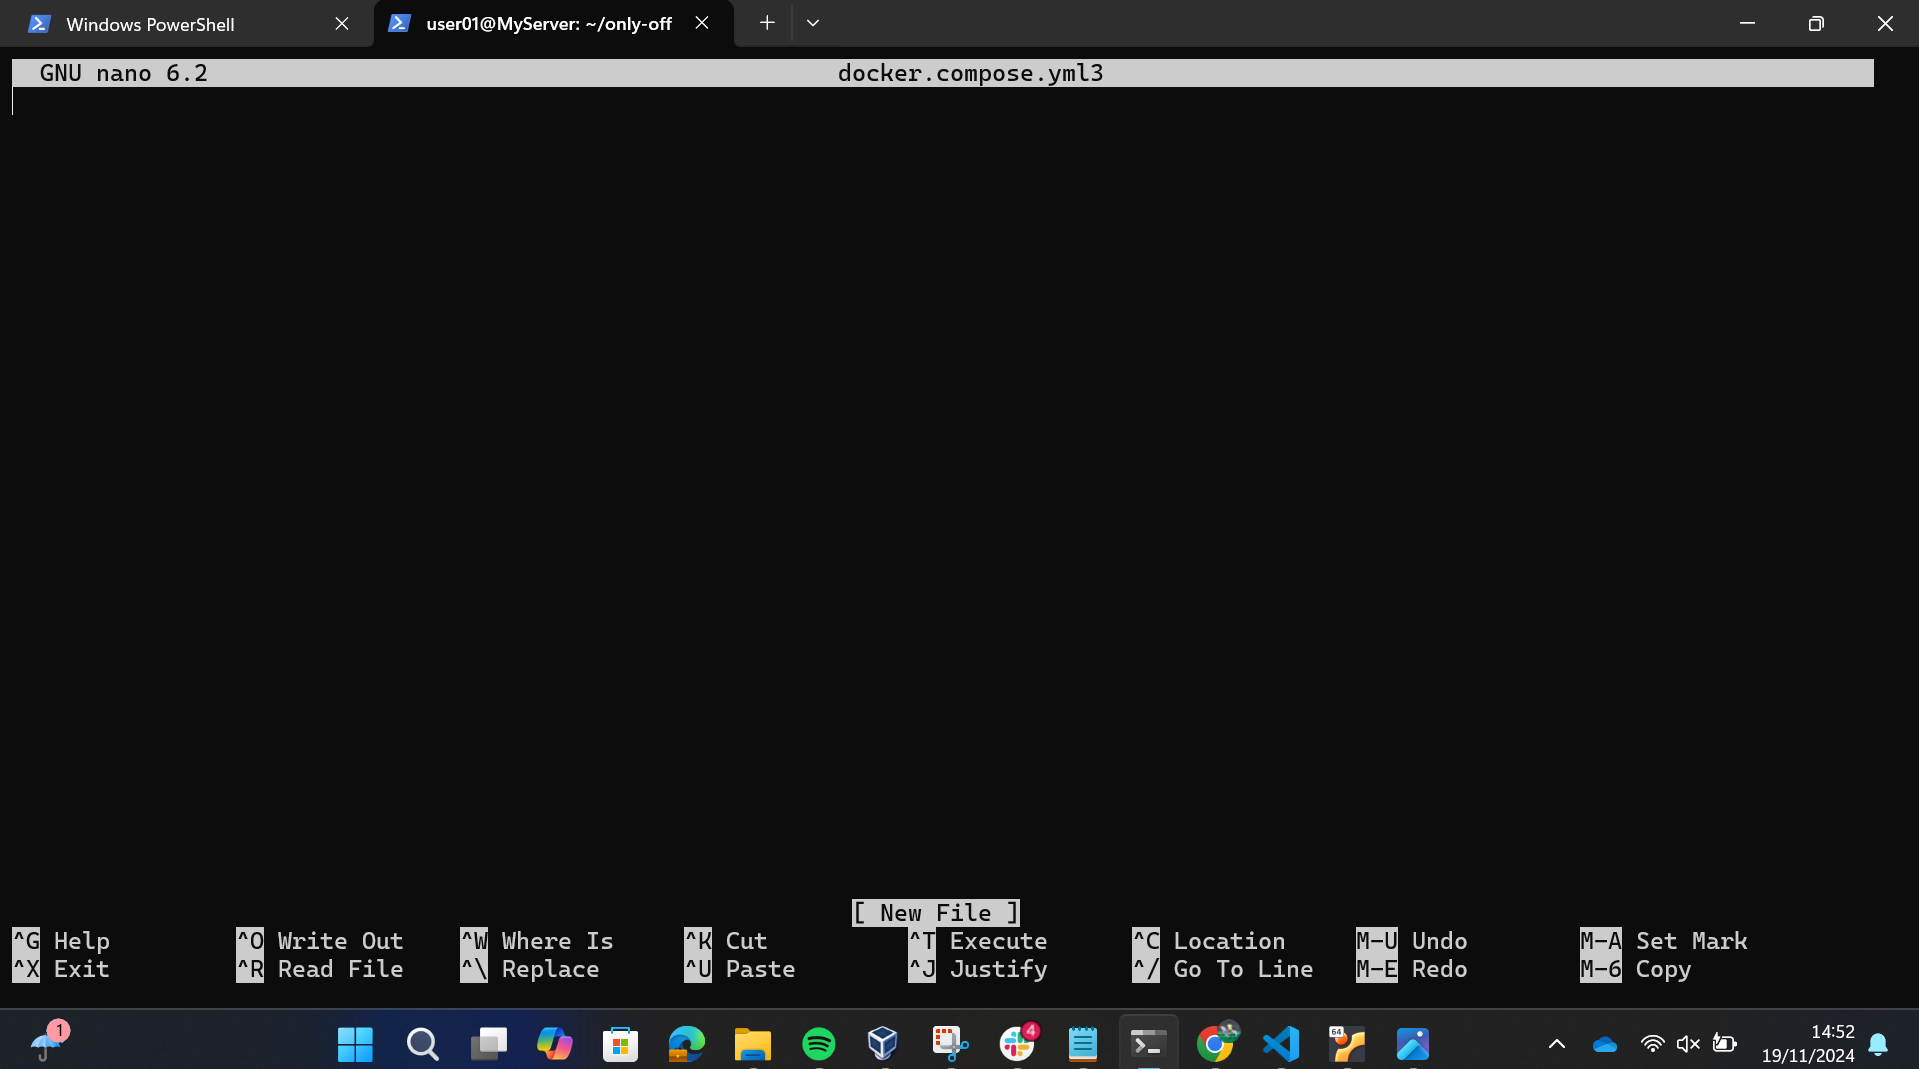 Windows PowerShell
user01@MyServer: ~/only-off
GNU nano 6.2 docker.compose.yml3
[ New File ]
^G Help ^O Write Out ^W Where Is ^K Cut ^T Execute ^C Location M-U Undo M-A Set Mark
^X Exit ^R Read File ^\ Replace ^U Paste ^J Justify ^/ Go To Line M-E Redo M-6 Copy
1
4
64
14:52
19/11/2024